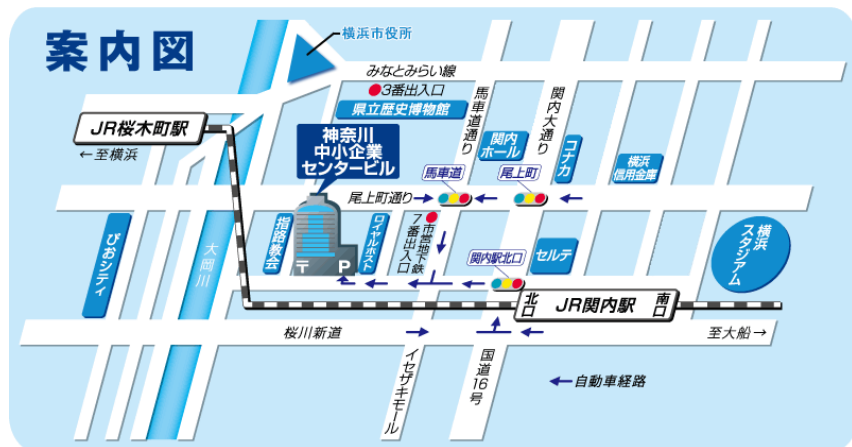 案内図
横浜市役所
みなとみらい線
3番出入口
県立歴史博物館
馬車道通り
関内大通り
JR桜木町駅
←至横浜
神奈川
中小企業
センタービル
関内
ホール
コナカ
横浜
信用金庫
馬車道
尾上町
尾上町通り
ぴおシティ
大岡川
指路教会
〒
P
ロイヤルホスト
市営地下鉄
7番出入口
関内駅北口
セルテ
横浜
スタジアム
北口
JR関内駅
南口
桜川新道
至大船→
イセザキモール
国道16号
自動車経路